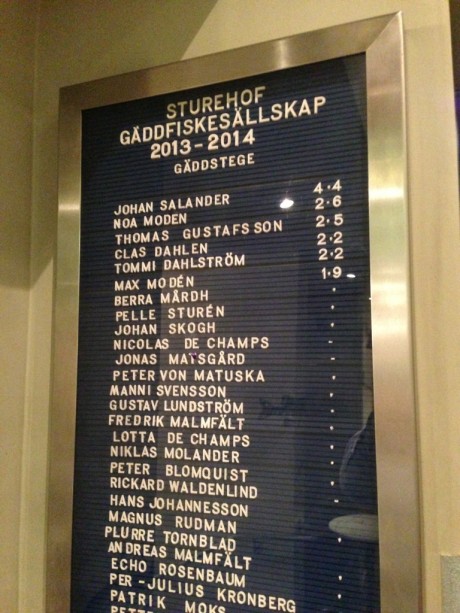 STUREHOF
GÄDDFISKESÄLLSKAP
2013-2014
GÄDDSTEGE
JOHAN SALANDER 4.4
NOA MODEN 2.6
THOMAS GUSTAFSSON 2.5
CLAS DAHLEN 2.2
TOMMI DAHLSTRÖM 2.2
MAX MODÉN 1.9
BERRA MÅRDH
PELLE STURÉN
JOHAN SKOGH
NICOLAS DE CHAMPS
JONAS MATSGÅRD
PETER VON MATUSKA
MANNI SVENSSON
GUSTAV LUNDSTRÖM
FREDRIK MALMFÄLT
LOTTA DE CHAMPS
NIKLAS MOLANDER
PETER BLOMQUIST
RICKARD WALDENLIND
HANS JOHANNESSON
MAGNUS RUDMAN
PLURRE TORNBLAD
ANDREAS MALMFÄLT
ECHO ROSENBAUM
PER-JULIUS KRONBERG
PATRIK MOKS